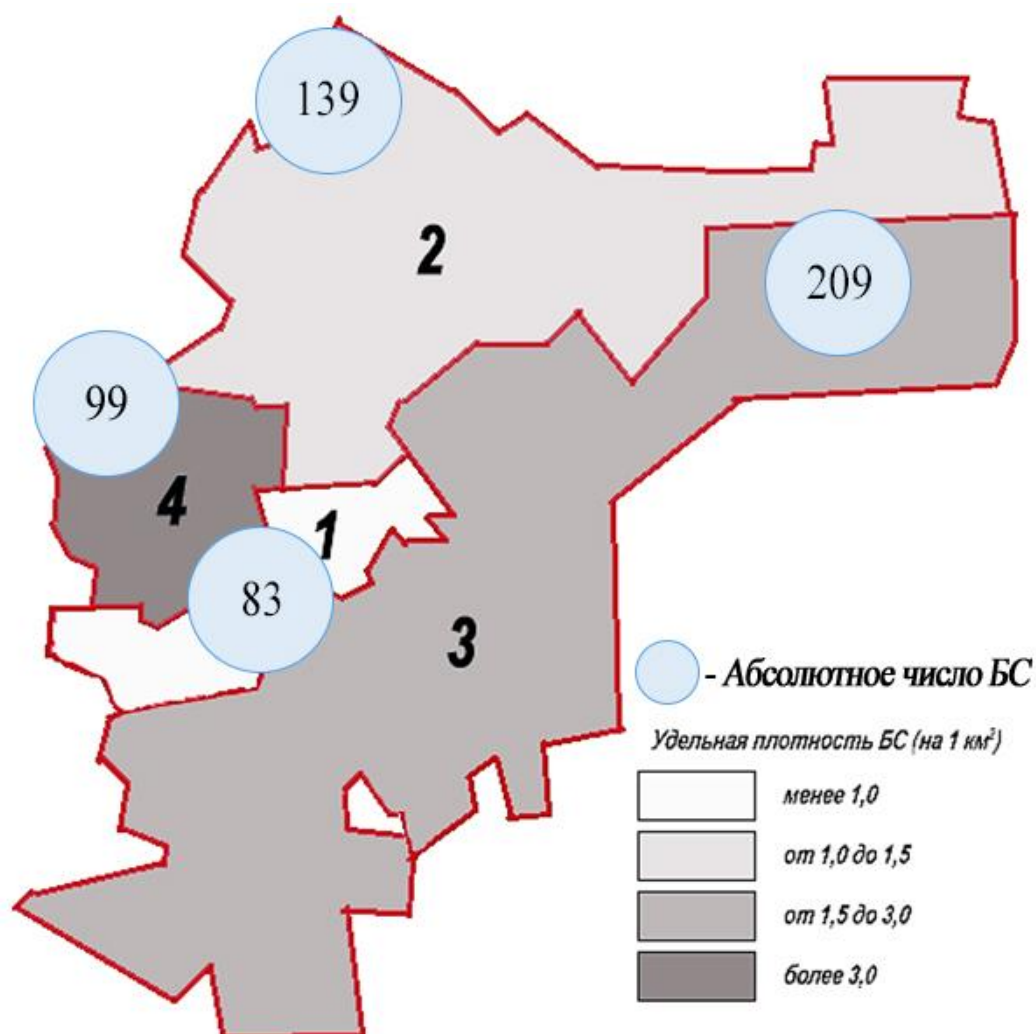 139
2
209
99
4
1
83
3
- Абсолютное число БС
Удельная плотность БС (на 1 км²)
менее 1,0
от 1,0 до 1,5
от 1,5 до 3,0
более 3,0